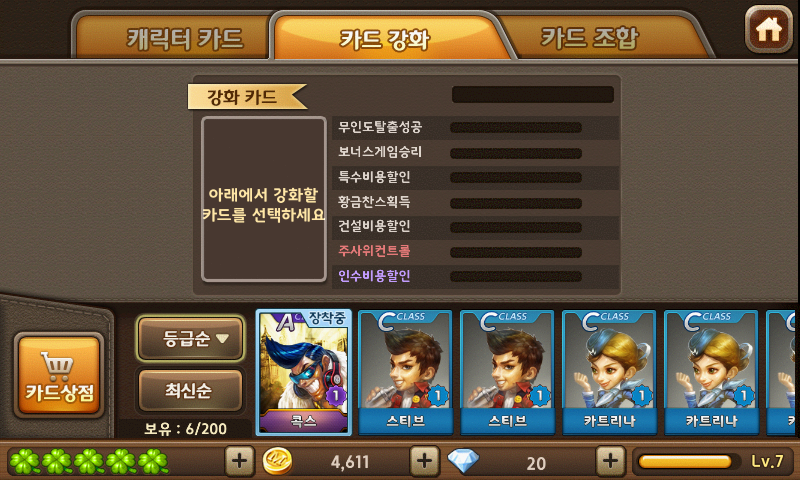 캐릭터 카드
카드 강화
카드 조합
강화 카드
아래에서 강화할
카드를 선택하세요
무인도탈출성공
보너스게임승리
특수비용할인
황금찬스획득
건설비용할인
주사위컨트롤
인수비용할인
카드상점
등급순
최신순
보유 : 6/200
A CLASS
장착중
1
콕스
C CLASS
1
스티브
C CLASS
1
스티브
C CLASS
1
카트리나
C CLASS
1
카트리나
4,611
20
Lv.7